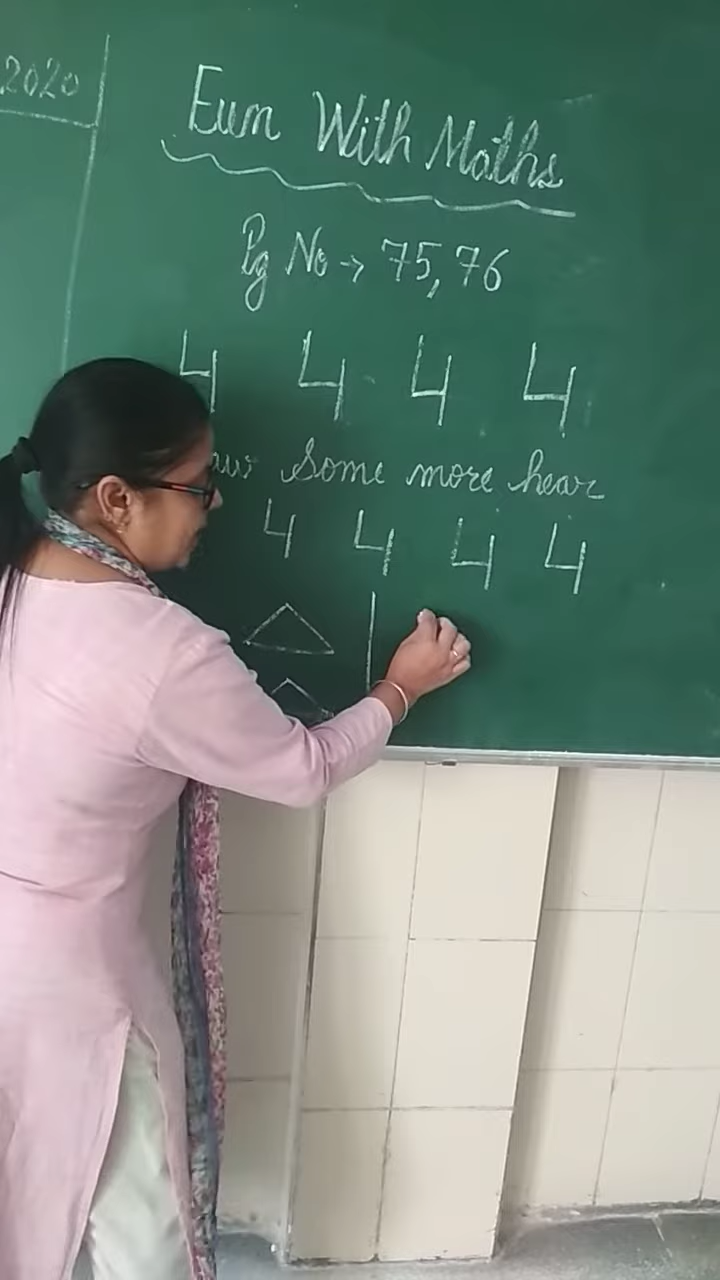 2020
Eun With Maths
Pg No → 75, 76
4 4 4 4
some more hear
4 4 4 4